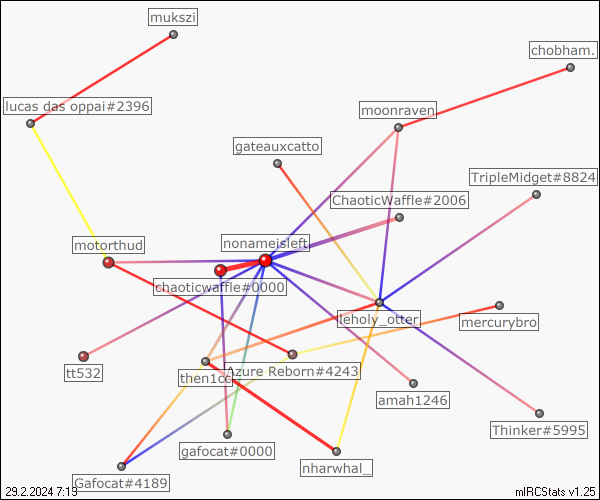 mukszi
chobham.
lucas das oppai#2396
moonraven
gateauxcatto
TripleMidget#8824
ChaoticWaffle#2006
motorthud
nonameisleft
chaoticwaffle#0000
leholy_otter
mercurybro
tt532
then1cc
Azure Reborn#4243
amah1246
Thinker#5995
gafocat#0000
nharwhal_
Gafocat#4189
29.2.2024 7:19
mIRCStats v1.25